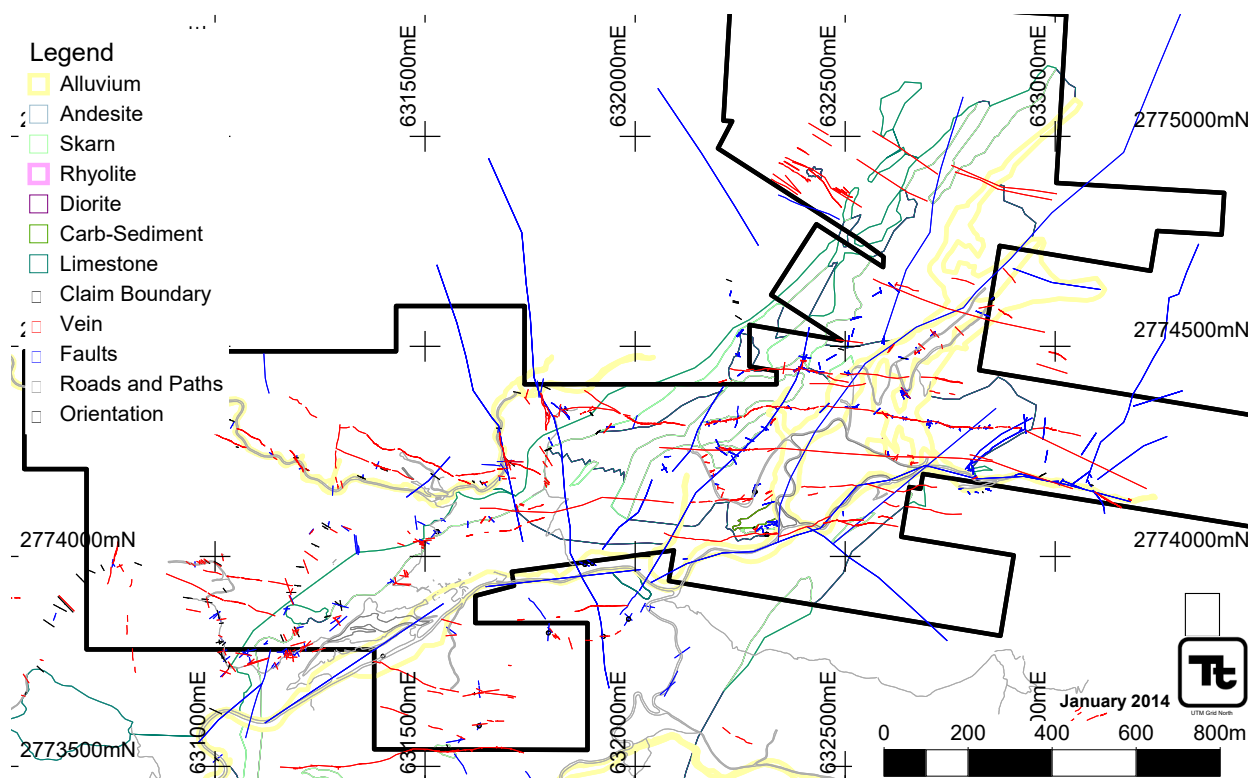 ...
Legend
Alluvium
Andesite
Skarn
Rhyolite
Diorite
Carb-Sediment
Limestone
Claim Boundary
Vein
Faults
Roads and Paths
Orientation
631500mE
632000mE
632500mE
633000mE
2775000mN
2774500mN
2774000mN
2774000mN
2773500mN
631000mE
631500mE
632000mE
632500mE
January 2014
Tt
UTM Grid North
0 200 400 600 800m